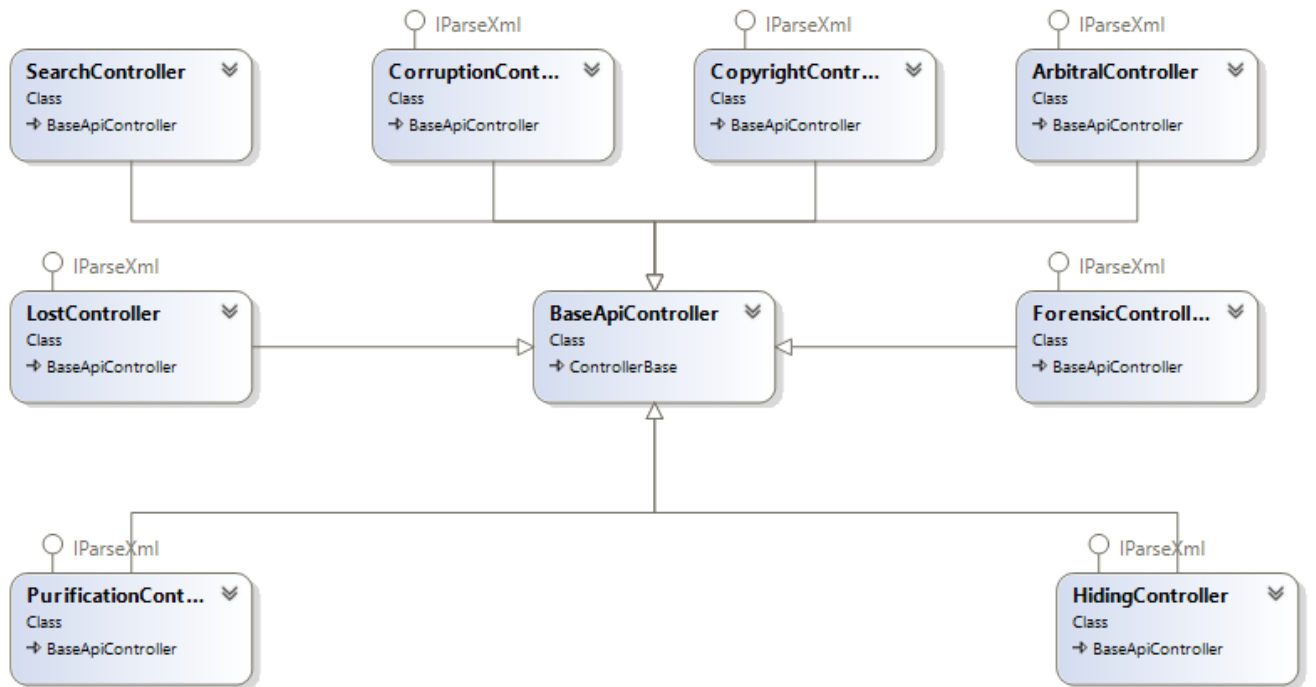 IParseXml
IParseXml
IParseXml
SearchController
Class
BaseApiController
CorruptionCont...
Class
BaseApiController
CopyrightContr...
Class
BaseApiController
ArbitralController
Class
BaseApiController
IParseXml
IParseXml
LostController
Class
BaseApiController
BaseApiController
Class
ControllerBase
ForensicControll...
Class
BaseApiController
IParseXml
IParseXml
PurificationCont...
Class
BaseApiController
HidingController
Class
BaseApiController